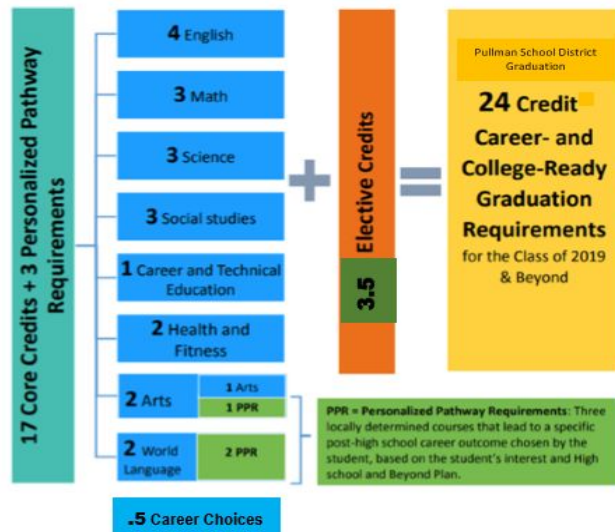 17 Core Credits + 3 Personalized Pathway
Requirements
4 English
3 Math
3 Science
3 Social studies
1 Career and Technical
Education
2 Health and
Fitness
2 Arts
1 Arts
1 PPR
2 World
Language
2 PPR
.5 Career Choices
+
3.5 Elective Credits
=
Pullman School District
Graduation
24 Credit
Career- and
College-Ready
Graduation
Requirements
for the Class of 2019
& Beyond
PPR = Personalized Pathway Requirements: Three
locally determined courses that lead to a specific
post-high school career outcome chosen by the
student, based on the student's interest and High
school and Beyond Plan.